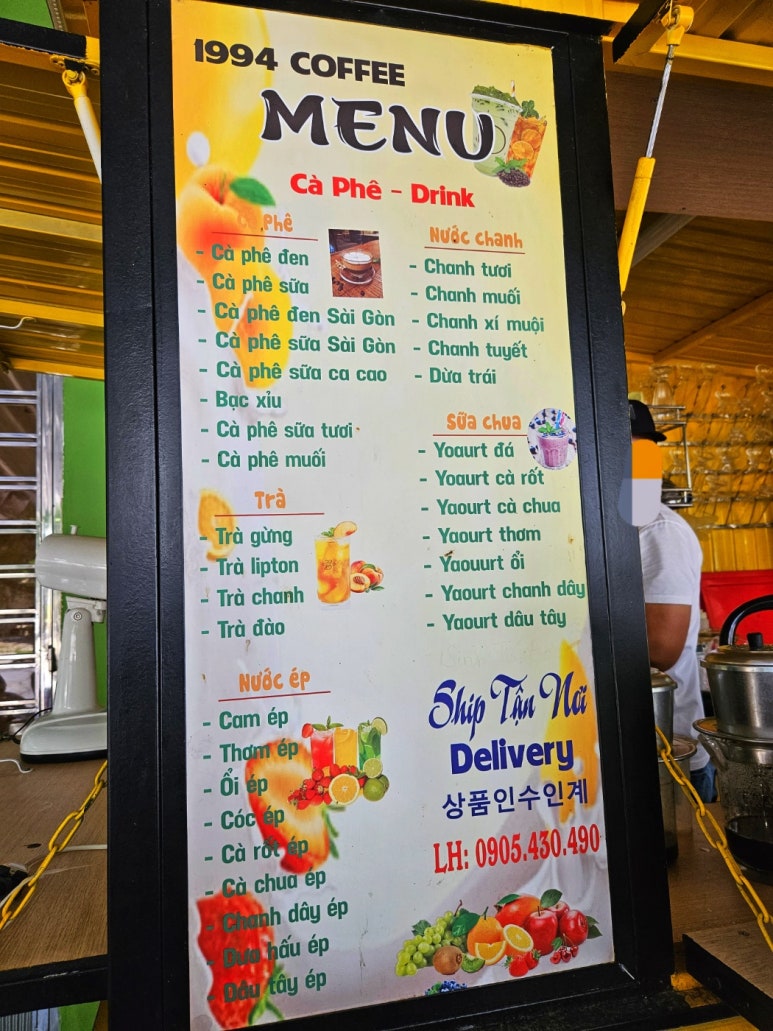 1994 COFFEE
MENU
Cà Phê - Drink
Cà Phê
- Cà phê đen
- Cà phê sữa
- Cà phê đen Sài Gòn
- Cà phê sữa Sài Gòn
- Cà phê sữa ca cao
- Bạc xỉu
- Cà phê sữa tươi
- Cà phê muối
Trà
- Trà gừng
- Trà lipton
- Trà chanh
- Trà đào
Nước ép
- Cam ép
- Thơm ép
- Ổi ép
- Cóc ép
- Cà rốt ép
- Cà chua ép
- Chanh dây ép
- Dưa hấu ép
- Dâu tây ép
Nước chanh
- Chanh tươi
- Chanh muối
- Chanh xí muội
- Chanh tuyết
- Dừa trái
Sữa chua
- Yoaurt đá
- Yoaurt cà rốt
- Yaourt cà chua
- Yaourt thơm
- Yaouurt ổi
- Yaourt chanh dây
- Yaourt dâu tây
Ship Tận Nơi
Delivery
상품인수인계
LH: 0905.430.490